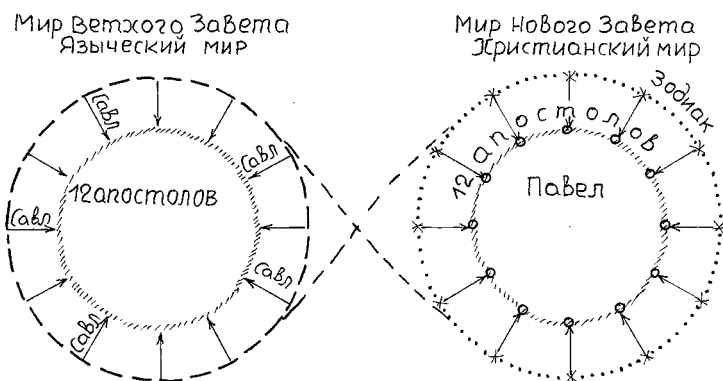 Мир Ветхого Завета
Языческий мир
Савл
Савл
12апостолов
Савл
Савл
Савл
Мир Нового Завета
Христианский мир
Зодиак
12 апостолов
Павел